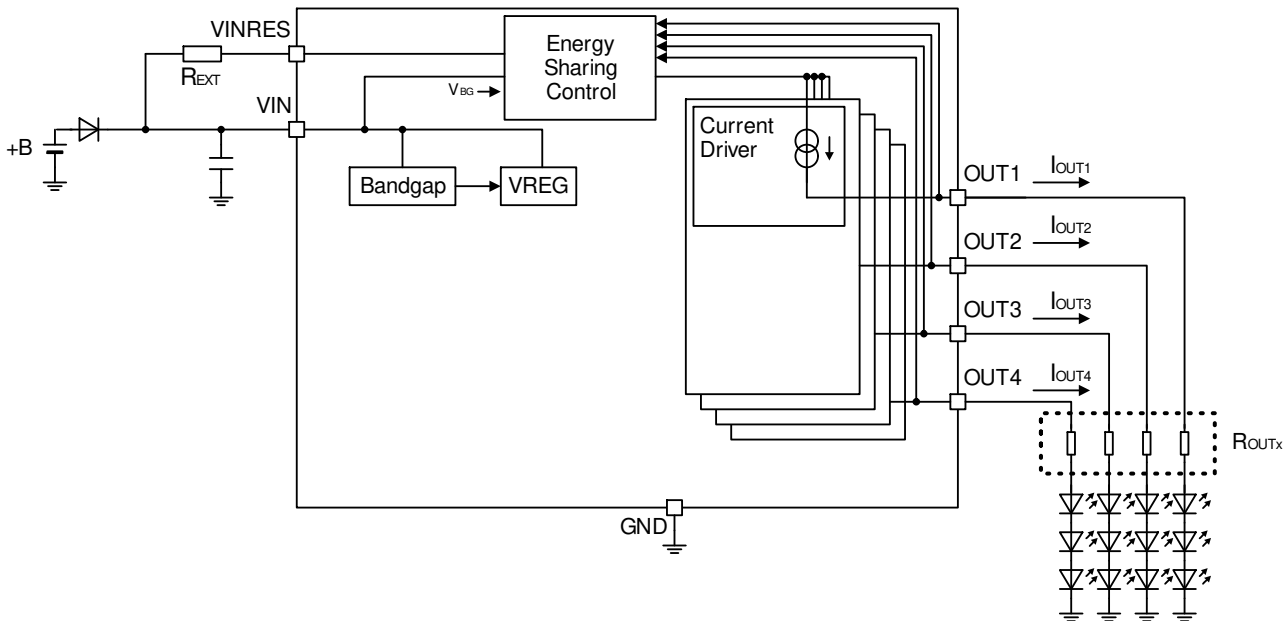 VINRES
REXT
VIN
+B
Energy
Sharing
Control
VBG
Bandgap
VREG
Current
Driver
OUT1
IOUT1
OUT2
IOUT2
OUT3
IOUT3
OUT4
IOUT4
ROUTx
GND